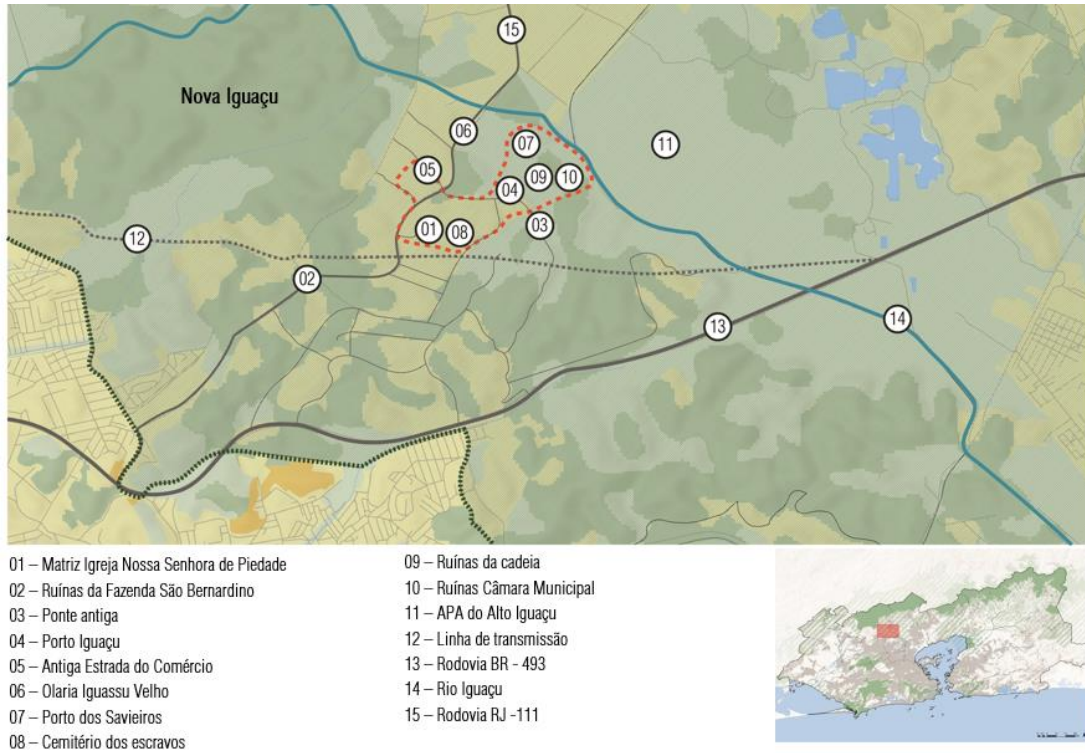 15
Nova Iguaçu
06
07
11
05
09
10
04
01
08
03
12
02
13
14
01 – Matriz Igreja Nossa Senhora de Piedade
02 – Ruínas da Fazenda São Bernardino
03 – Ponte antiga
04 – Porto Iguaçu
05 – Antiga Estrada do Comércio
06 – Olaria Iguassu Velho
07 – Porto dos Savieiros
08 – Cemitério dos escravos
09 – Ruínas da cadeia
10 – Ruínas Câmara Municipal
11 – APA do Alto Iguaçu
12 – Linha de transmissão
13 – Rodovia BR - 493
14 – Rio Iguaçu
15 – Rodovia RJ -111